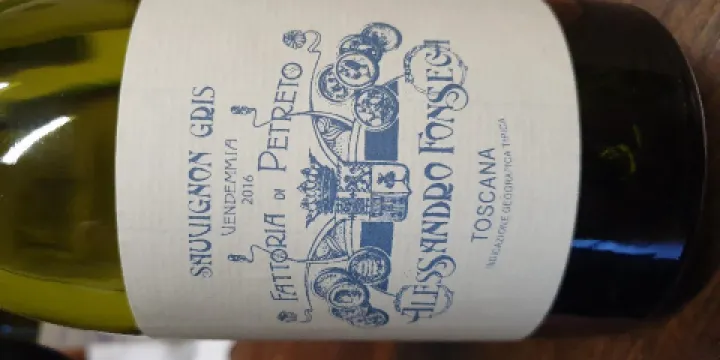 SAUVIGNON GRIS
VENDEMMIA
2016
FATTORIA DI PETRETO
ALESSANDRO FONSECA
TOSCANA
INDICAZIONE GEOGRAFICA TIPICA